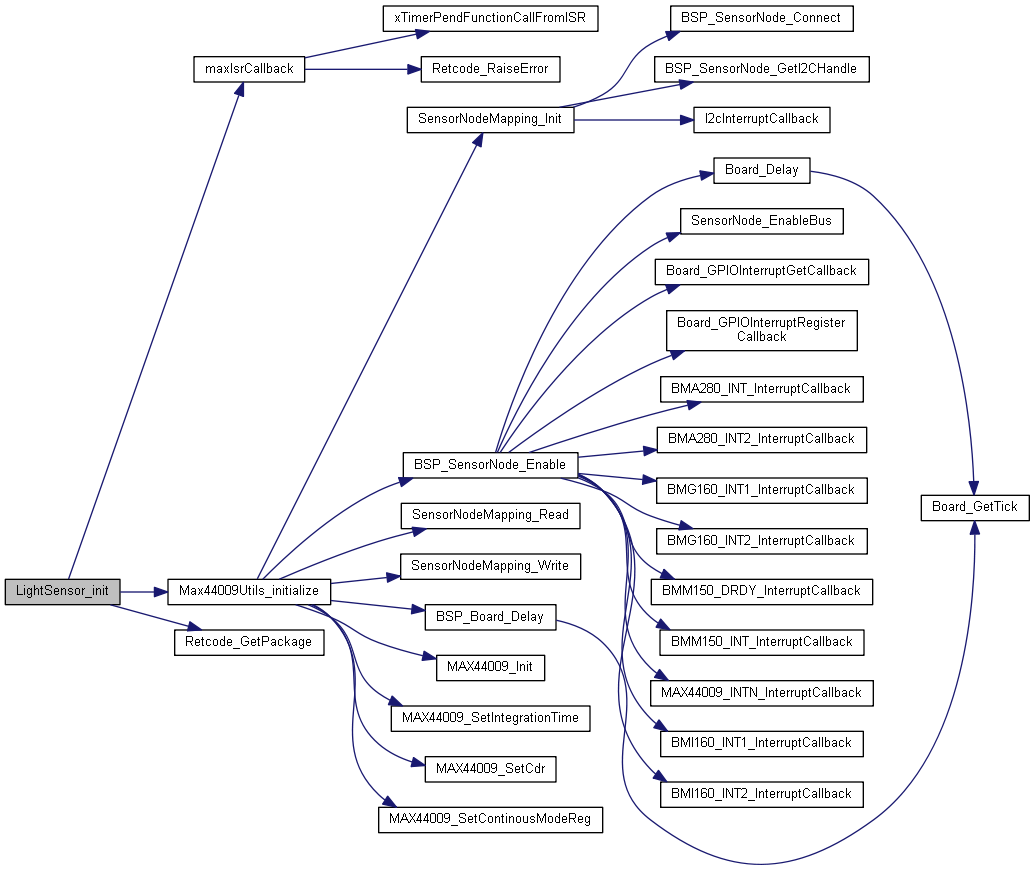 xTimerPendFunctionCallFromISR
BSP_SensorNode_Connect
maxIsrCallback
Retcode_RaiseError
BSP_SensorNode_GetI2CHandle
SensorNodeMapping_Init
I2cInterruptCallback
Board_Delay
SensorNode_EnableBus
Board_GPIOInterruptGetCallback
Board_GPIOInterruptRegister
Callback
BMA280_INT_InterruptCallback
BMA280_INT2_InterruptCallback
BSP_SensorNode_Enable
BMG160_INT1_InterruptCallback
Board_GetTick
SensorNodeMapping_Read
BMG160_INT2_InterruptCallback
SensorNodeMapping_Write
LightSensor_init
Max44009Utils_initialize
BMM150_DRDY_InterruptCallback
BSP_Board_Delay
Retcode_GetPackage
BMM150_INT_InterruptCallback
MAX44009_Init
MAX44009_INTN_InterruptCallback
MAX44009_SetIntegrationTime
BMI160_INT1_InterruptCallback
MAX44009_SetCdr
BMI160_INT2_InterruptCallback
MAX44009_SetContinousModeReg